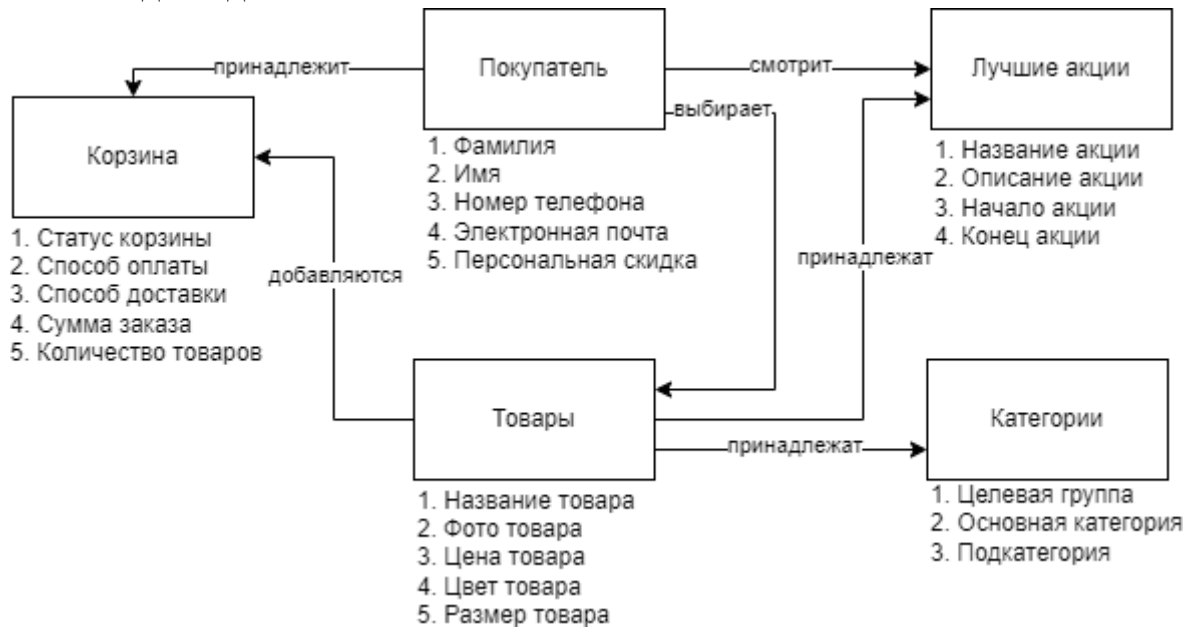 принадлежит
Покупатель
смотрит
Лучшие акции
выбирает
Корзина
1. Фамилия
2. Имя
3. Номер телефона
4. Электронная почта
5. Персональная скидка
1. Название акции
2. Описание акции
3. Начало акции
4. Конец акции
1. Статус корзины
2. Способ оплаты
3. Способ доставки
4. Сумма заказа
5. Количество товаров
добавляются
принадлежат
Товары
принадлежат
Категории
1. Название товара
2. Фото товара
3. Цена товара
4. Цвет товара
5. Размер товара
1. Целевая группа
2. Основная категория
3. Подкатегория